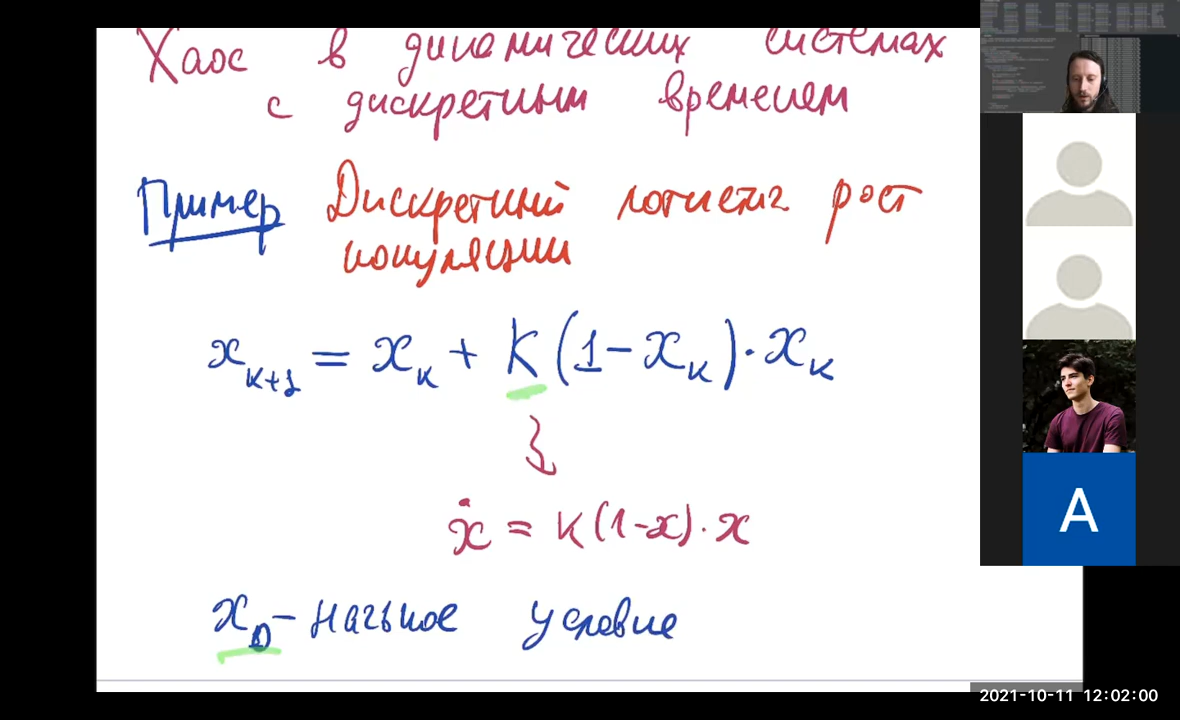 Хаос в динамических системах
с дискретным временем
Пример Дискретный логистич рост
популяции
x_{k+1} = x_k + K(1-x_k)·x_k
ẋ = K(1-x)·x
x_0 - начьное условие
A
2021-10-11 12:02:00